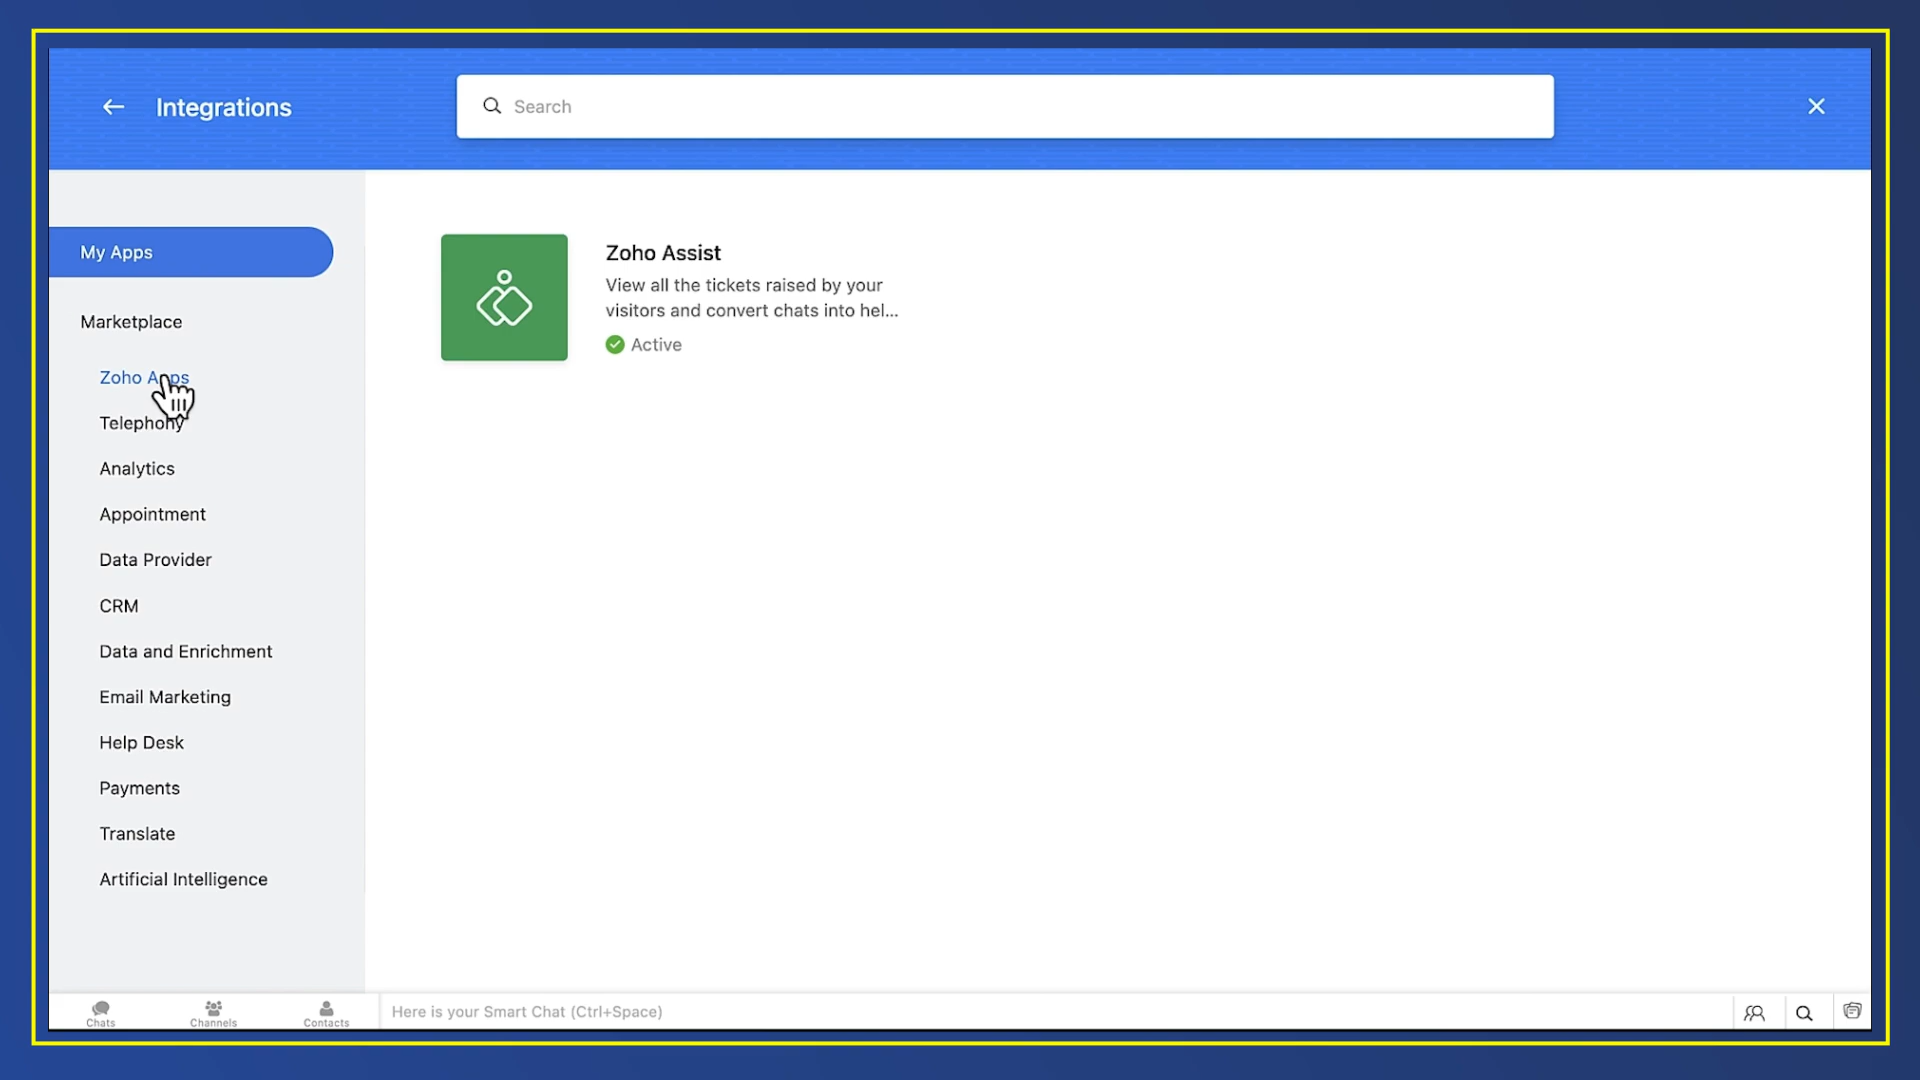 Integrations
Search
My Apps
Marketplace
Zoho Apps
Telephony
Analytics
Appointment
Data Provider
CRM
Data and Enrichment
Email Marketing
Help Desk
Payments
Translate
Artificial Intelligence
Zoho Assist
View all the tickets raised by your
visitors and convert chats into hel...
Active
Chats
Channels
Contacts
Here is your Smart Chat (Ctrl+Space)